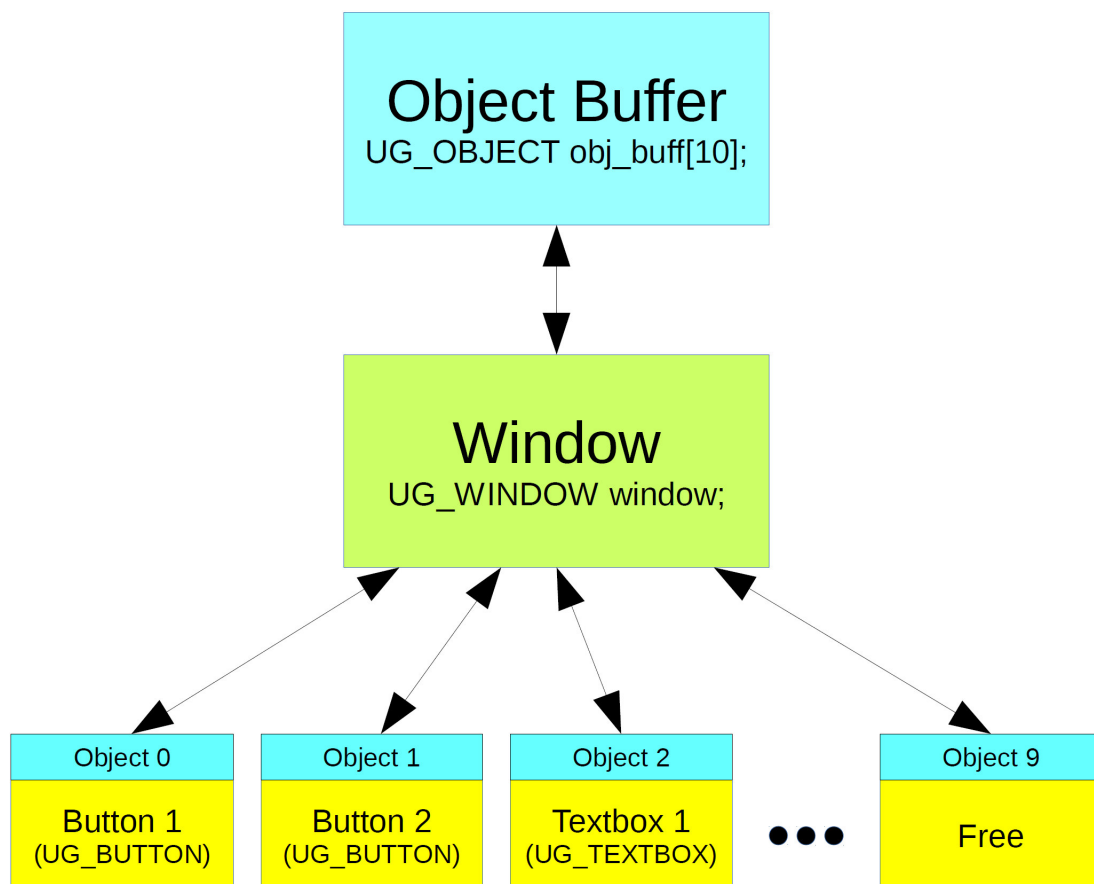 Object Buffer
UG_OBJECT obj_buff[10];
Window
UG_WINDOW window;
Object 0
Object 1
Object 2
Object 9
Button 1
(UG_BUTTON)
Button 2
(UG_BUTTON)
Textbox 1
(UG_TEXTBOX)
Free